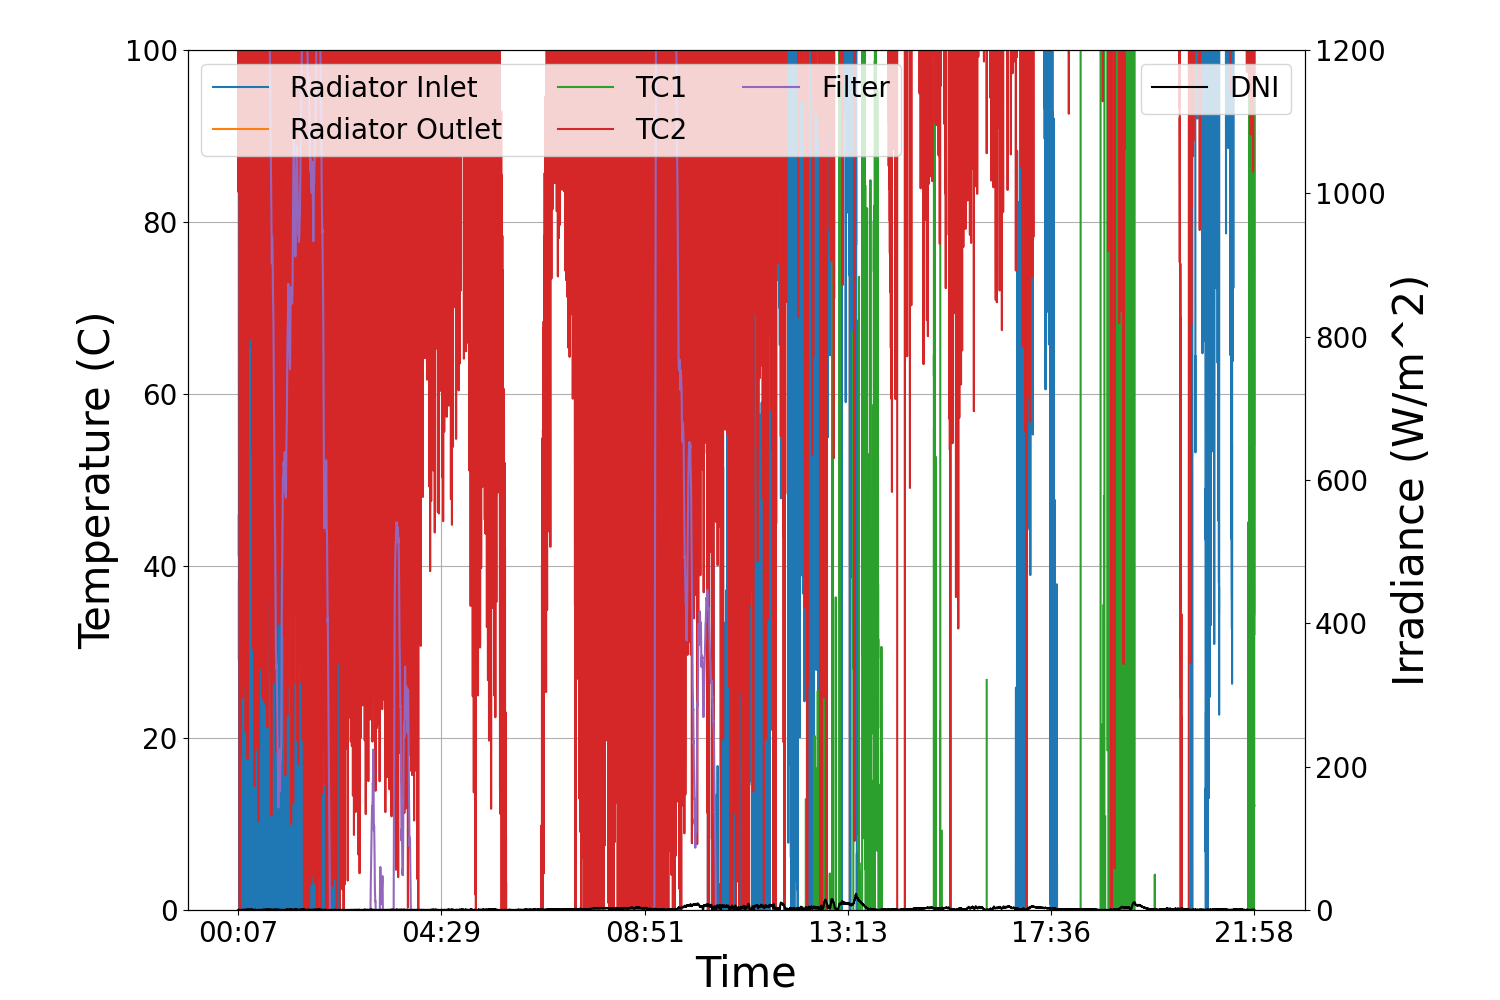 100
80
60
40
20
0
Temperature (C)
Radiator Inlet
Radiator Outlet
TC1
TC2
Filter
DNI
1200
1000
800
600
400
200
0
Irradiance (W/m^2)
00:07
04:29
08:51
13:13
17:36
21:58
Time